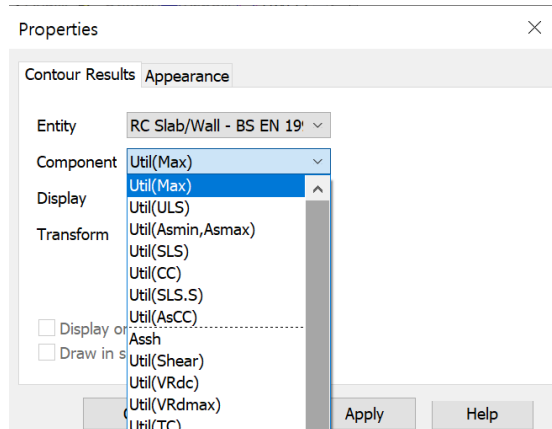 Properties
Contour Results Appearance
Entity RC Slab/Wall - BS EN 19
Component Util(Max)
Util(Max)
Display
Util(ULS)
Transform Util(Asmin,Asmax)
Util(SLS)
Util(CC)
Util(SLS.S)
Util(AsCC)
Display
Assh
Draw in s
Util(Shear)
Util(VRdc)
Util(VRdmax)
Apply Help
Util(TC)